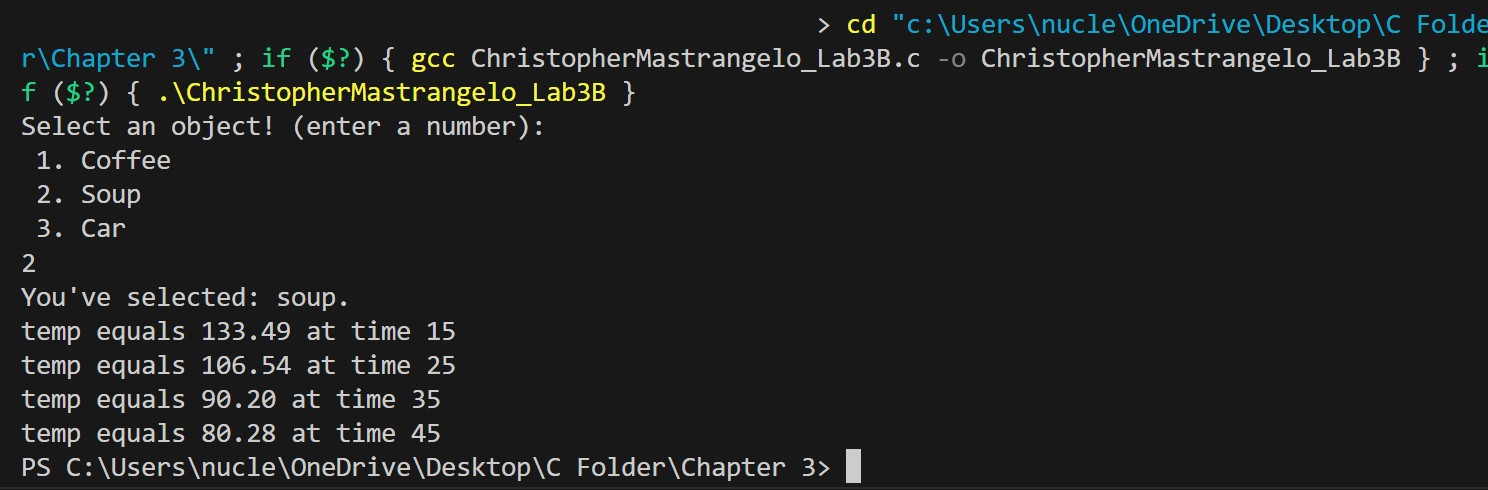 > cd "c:\Users\nucle\OneDrive\Desktop\C Folde
r\Chapter 3\" ; if ($?) { gcc ChristopherMastrangelo_Lab3B.c -o ChristopherMastrangelo_Lab3B } ; i
f ($?) { .\ChristopherMastrangelo_Lab3B }
Select an object! (enter a number):
 1. Coffee
 2. Soup
 3. Car
2
You've selected: soup.
temp equals 133.49 at time 15
temp equals 106.54 at time 25
temp equals 90.20 at time 35
temp equals 80.28 at time 45
PS C:\Users\nucle\OneDrive\Desktop\C Folder\Chapter 3>